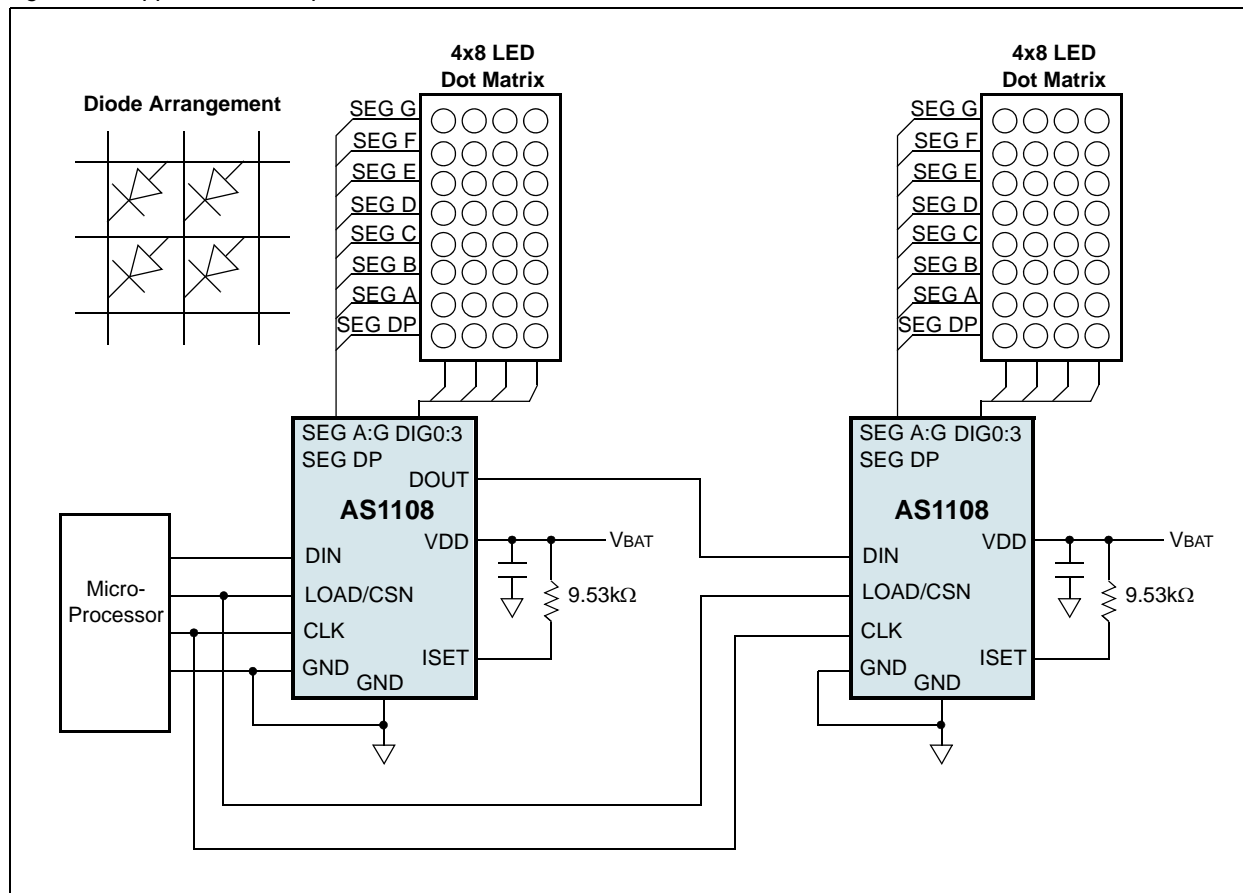 4x8 LED
Dot Matrix
Diode Arrangement
SEG G
SEG F
SEG E
SEG D
SEG C
SEG B
SEG A
SEG DP
4x8 LED
Dot Matrix
SEG G
SEG F
SEG E
SEG D
SEG C
SEG B
SEG A
SEG DP
SEG A:G DIG0:3
SEG DP
DOUT
AS1108
DIN
VDD
VBAT
LOAD/CSN
9.53kΩ
CLK
GND
ISET
GND
Micro-
Processor
SEG A:G DIG0:3
SEG DP
AS1108
DIN
VDD
VBAT
LOAD/CSN
9.53kΩ
CLK
GND
ISET
GND